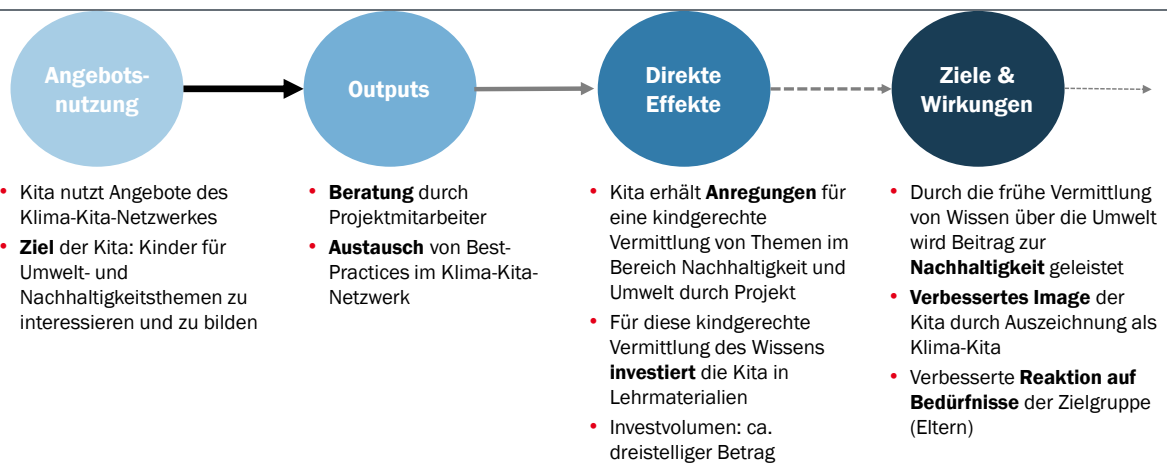 Angebots-
nutzung
Outputs
Direkte
Effekte
Ziele &
Wirkungen
• Kita nutzt Angebote des
Klima-Kita-Netzwerkes
• Ziel der Kita: Kinder für
Umwelt- und
Nachhaltigkeitsthemen zu
interessieren und zu bilden
• Beratung durch
Projektmitarbeiter
• Austausch von Best-
Practices im Klima-Kita-
Netzwerk
• Kita erhält Anregungen für
eine kindgerechte
Vermittlung von Themen im
Bereich Nachhaltigkeit und
Umwelt durch Projekt
• Für diese kindgerechte
Vermittlung des Wissens
investiert die Kita in
Lehrmaterialien
• Investvolumen: ca.
dreistelliger Betrag
• Durch die frühe Vermittlung
von Wissen über die Umwelt
wird Beitrag zur
Nachhaltigkeit geleistet
• Verbessertes Image der
Kita durch Auszeichnung als
Klima-Kita
• Verbesserte Reaktion auf
Bedürfnisse der Zielgruppe
(Eltern)